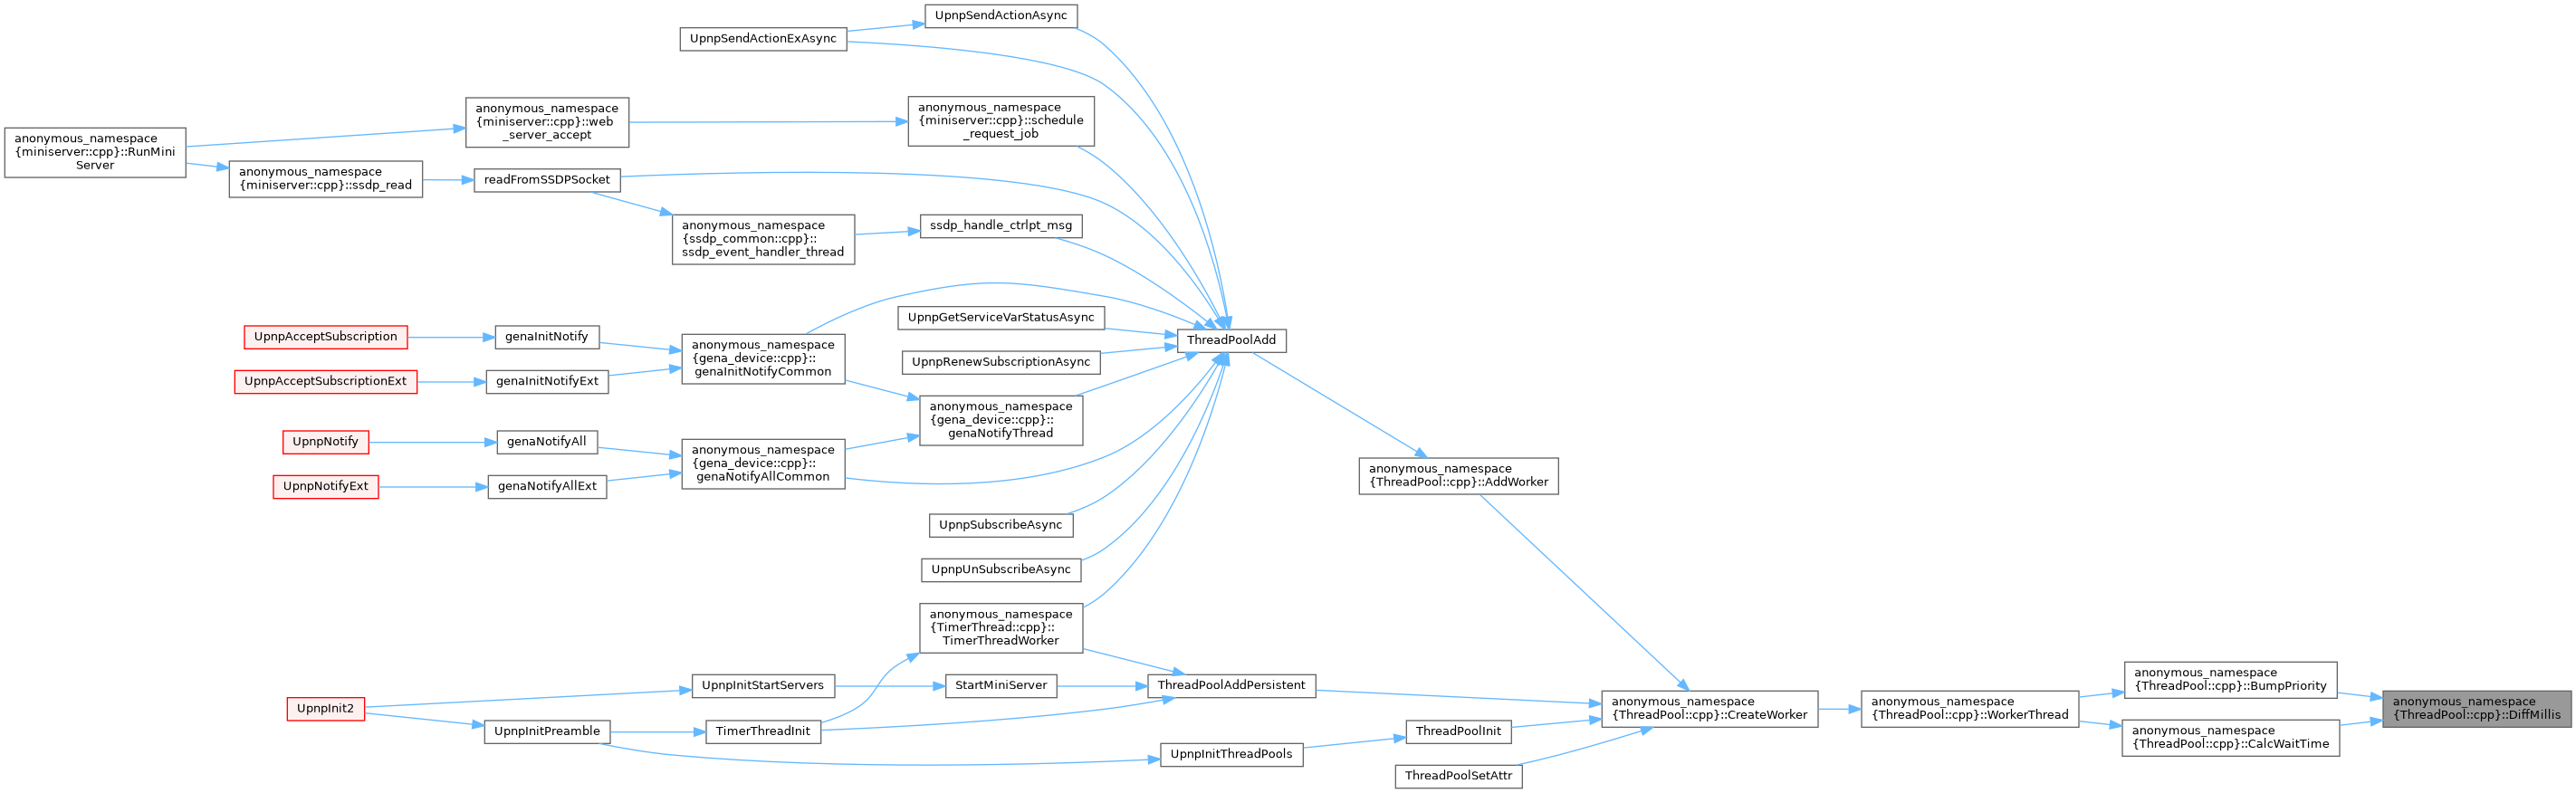 UpnpSendActionAsync
UpnpSendActionExAsync
anonymous_namespace
{miniserver::cpp}::web
_server_accept
anonymous_namespace
{miniserver::cpp}::schedule
_request_job
anonymous_namespace
{miniserver::cpp}::RunMini
Server
anonymous_namespace
{miniserver::cpp}::ssdp_read
readFromSSDPSocket
anonymous_namespace
{ssdp_common::cpp}::
ssdp_event_handler_thread
ssdp_handle_ctrlpt_msg
UpnpGetServiceVarStatusAsync
UpnpAcceptSubscription
genaInitNotify
anonymous_namespace
{gena_device::cpp}::
genaInitNotifyCommon
ThreadPoolAdd
UpnpRenewSubscriptionAsync
UpnpAcceptSubscriptionExt
genaInitNotifyExt
anonymous_namespace
{gena_device::cpp}::
genaNotifyThread
UpnpNotify
genaNotifyAll
anonymous_namespace
{gena_device::cpp}::
genaNotifyAllCommon
UpnpNotifyExt
genaNotifyAllExt
anonymous_namespace
{ThreadPool::cpp}::AddWorker
UpnpSubscribeAsync
UpnpUnSubscribeAsync
anonymous_namespace
{TimerThread::cpp}::
TimerThreadWorker
UpnpInitStartServers
StartMiniServer
ThreadPoolAddPersistent
UpnpInit2
UpnpInitPreamble
TimerThreadInit
UpnpInitThreadPools
ThreadPoolInit
ThreadPoolSetAttr
anonymous_namespace
{ThreadPool::cpp}::CreateWorker
anonymous_namespace
{ThreadPool::cpp}::WorkerThread
anonymous_namespace
{ThreadPool::cpp}::BumpPriority
anonymous_namespace
{ThreadPool::cpp}::CalcWaitTime
anonymous_namespace
{ThreadPool::cpp}::DiffMillis